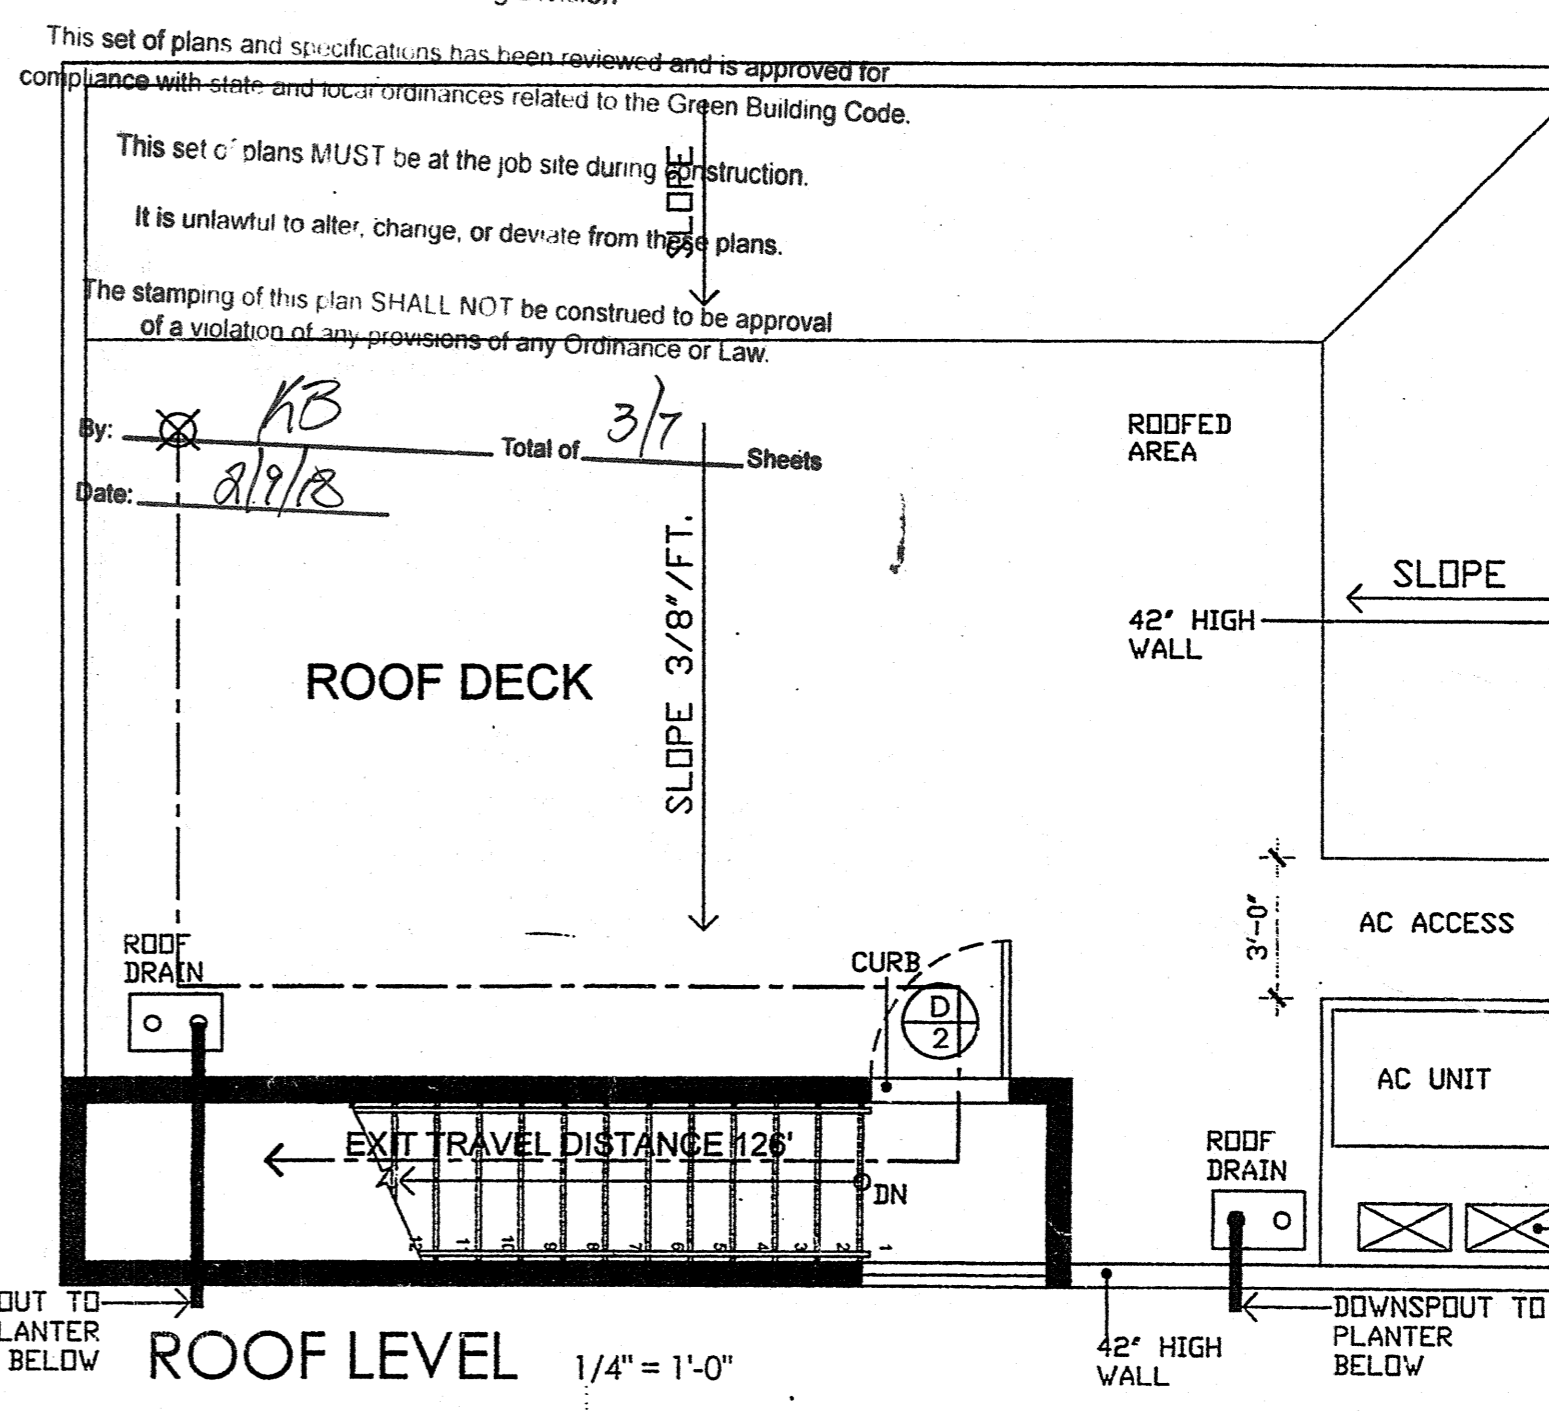 This set of plans and specifications has been reviewed and is approved for
compliance with state and local ordinances related to the Green Building Code.
This set of plans MUST be at the job site during construction.
It is unlawful to alter, change, or deviate from these plans.
The stamping of this plan SHALL NOT be construed to be approval
of a violation of any provisions of any Ordinance or Law.
By: KB Total of 3/7 Sheets
Date: 2/9/18
SLOPE
ROOFED
AREA
SLOPE
42" HIGH
WALL
ROOF DECK
SLOPE 3/8"/FT.
3'-0"
AC ACCESS
ROOF
DRAIN
CURB
D
2
AC UNIT
EXIT TRAVEL DISTANCE 126'
DN
12 11 10 9 8 7 6 5 4 3 2 1
ROOF
DRAIN
OUT TO
LANTER
BELOW
ROOF LEVEL 1/4" = 1'-0"
42" HIGH
WALL
DOWNSPOUT TO
PLANTER
BELOW